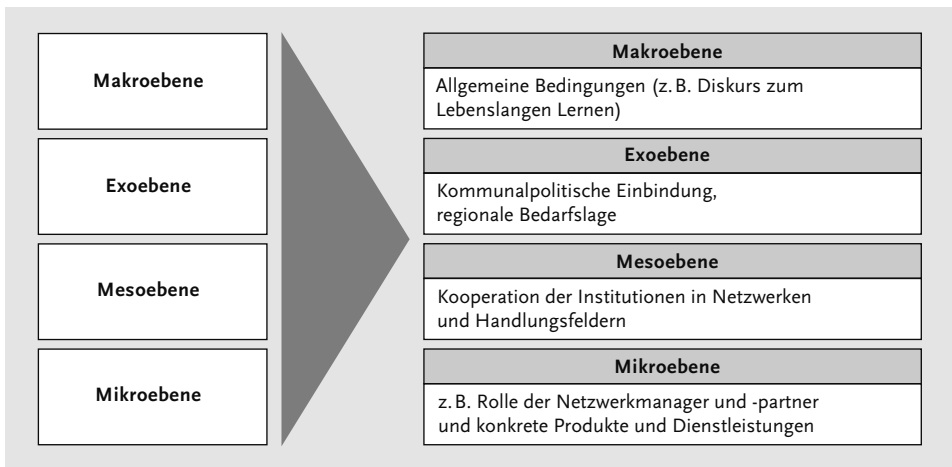 Makroebene
Exoebene
Mesoebene
Mikroebene
Makroebene
Allgemeine Bedingungen (z. B. Diskurs zum
Lebenslangen Lernen)
Exoebene
Kommunalpolitische Einbindung,
regionale Bedarfslage
Mesoebene
Kooperation der Institutionen in Netzwerken
und Handlungsfeldern
Mikroebene
z. B. Rolle der Netzwerkmanager und -partner
und konkrete Produkte und Dienstleistungen